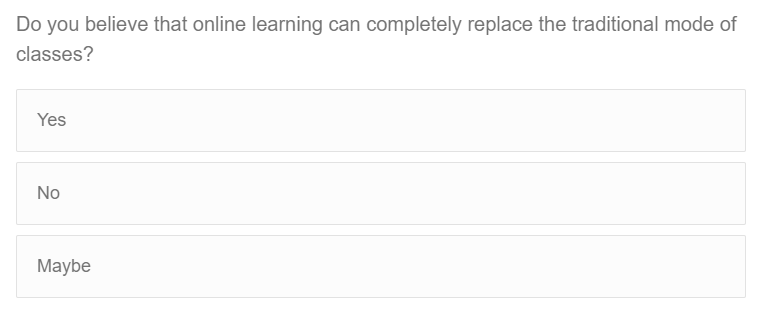 Do you believe that online learning can completely replace the traditional mode of
classes?
Yes
No
Maybe